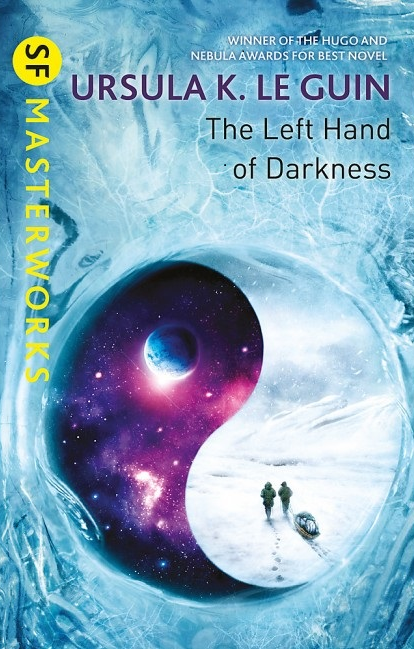 WINNER OF THE HUGO AND
NEBULA AWARDS FOR BEST NOVEL
URSULA K. LE GUIN
The Left Hand
of Darkness
SF MASTERWORKS